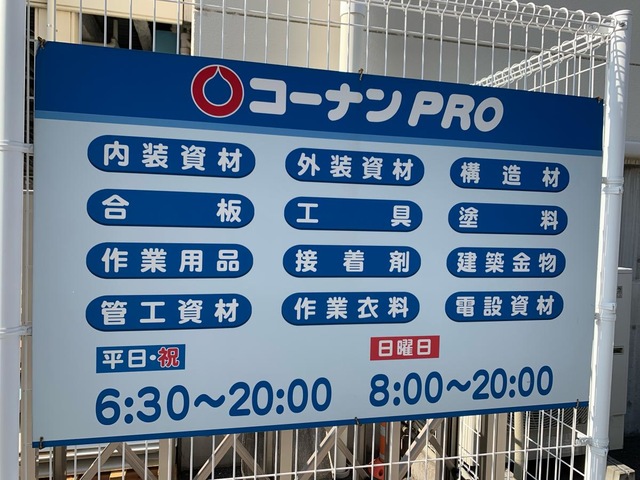 コーナンPRO
内装資材 外装資材 構造材
合板 工具 塗料
作業用品 接着剤 建築金物
管工資材 作業衣料 電設資材
平日・祝 日曜日
6:30〜20:00 8:00〜20:00